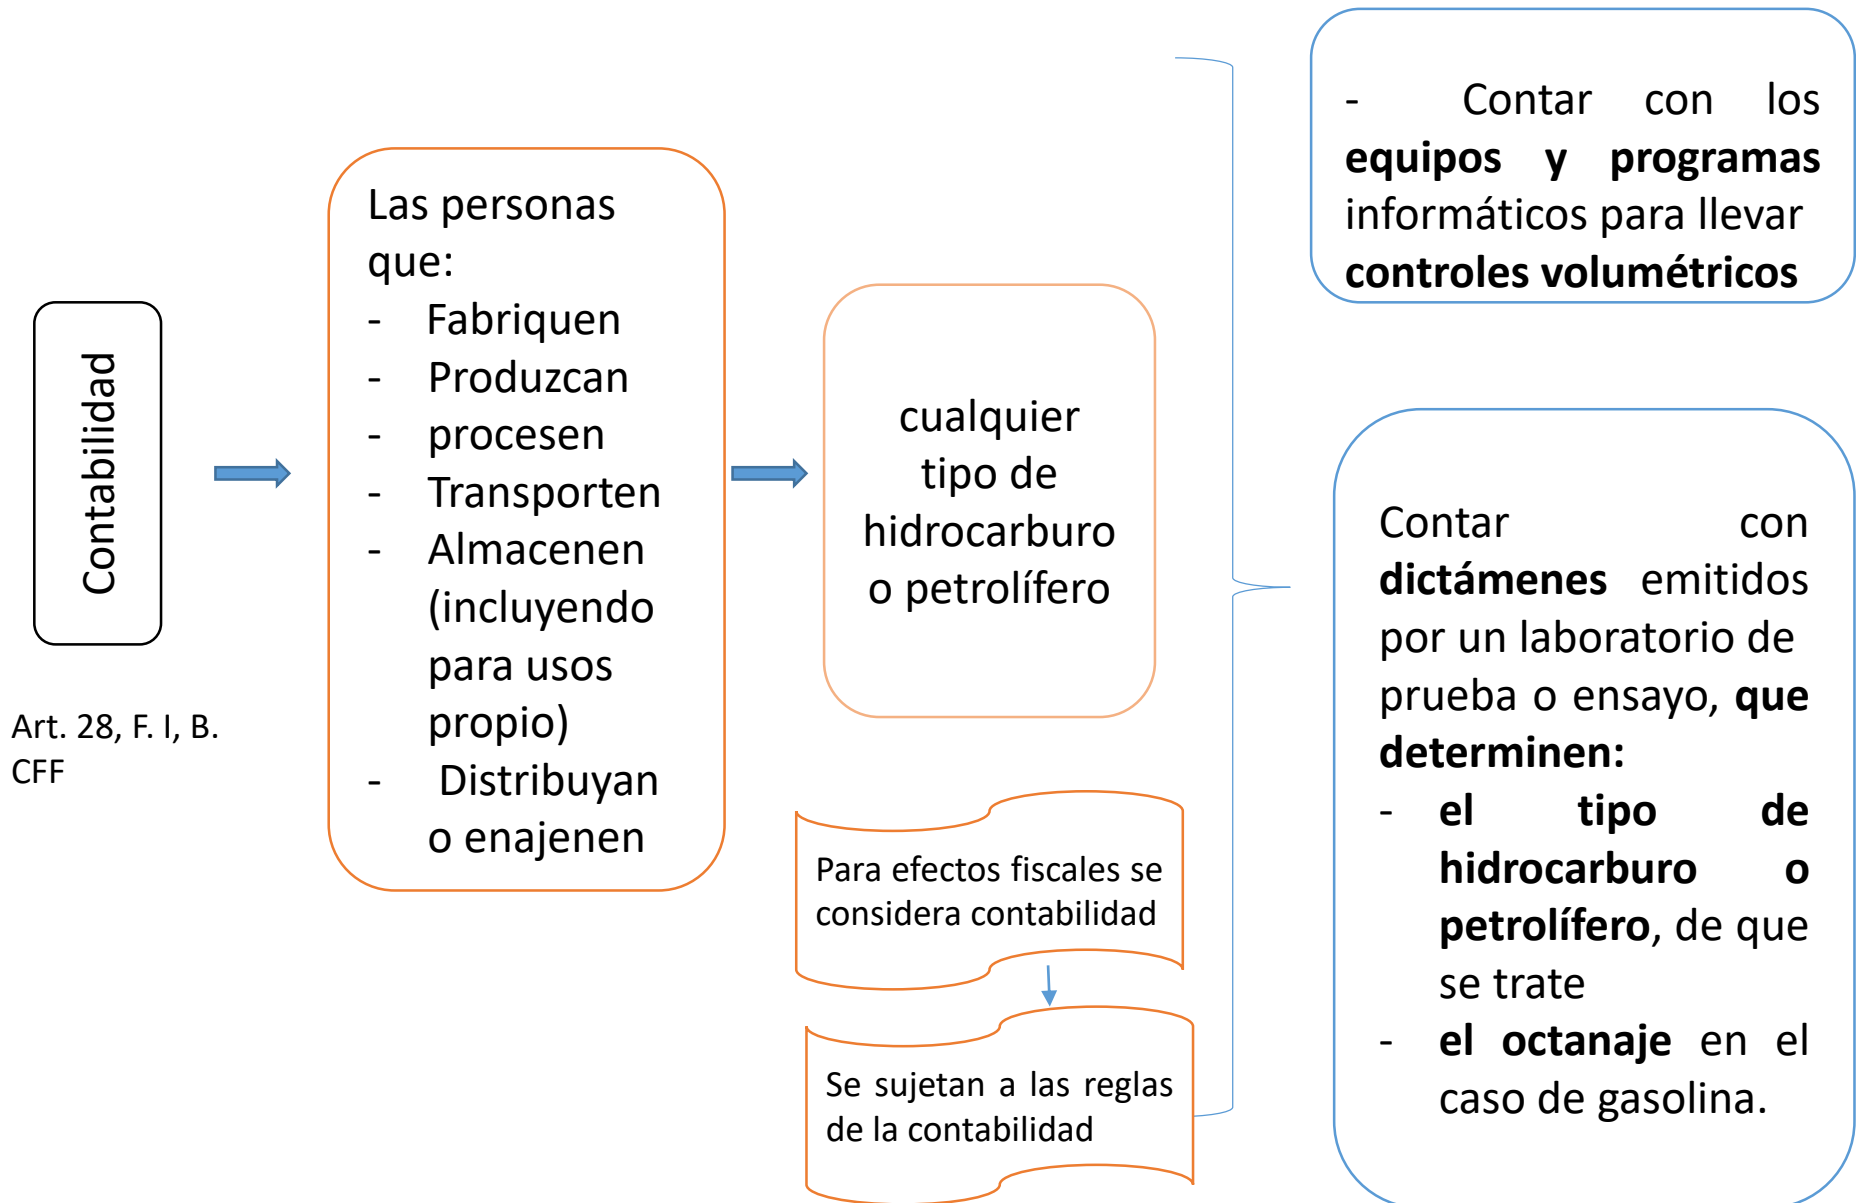 Contabilidad
Art. 28, F. I, B.
CFF
Las personas
que:
- Fabriquen
- Produzcan
- procesen
- Transporten
- Almacenen
(incluyendo
para usos
propio)
- Distribuyan
o enajenen
cualquier
tipo de
hidrocarburo
o petrolífero
Para efectos fiscales se
considera contabilidad
Se sujetan a las reglas
de la contabilidad
- Contar con los
equipos y programas
informáticos para llevar
controles volumétricos
Contar con
dictámenes emitidos
por un laboratorio de
prueba o ensayo, que
determinen:
- el tipo de
hidrocarburo o
petrolífero, de que
se trate
- el octanaje en el
caso de gasolina.